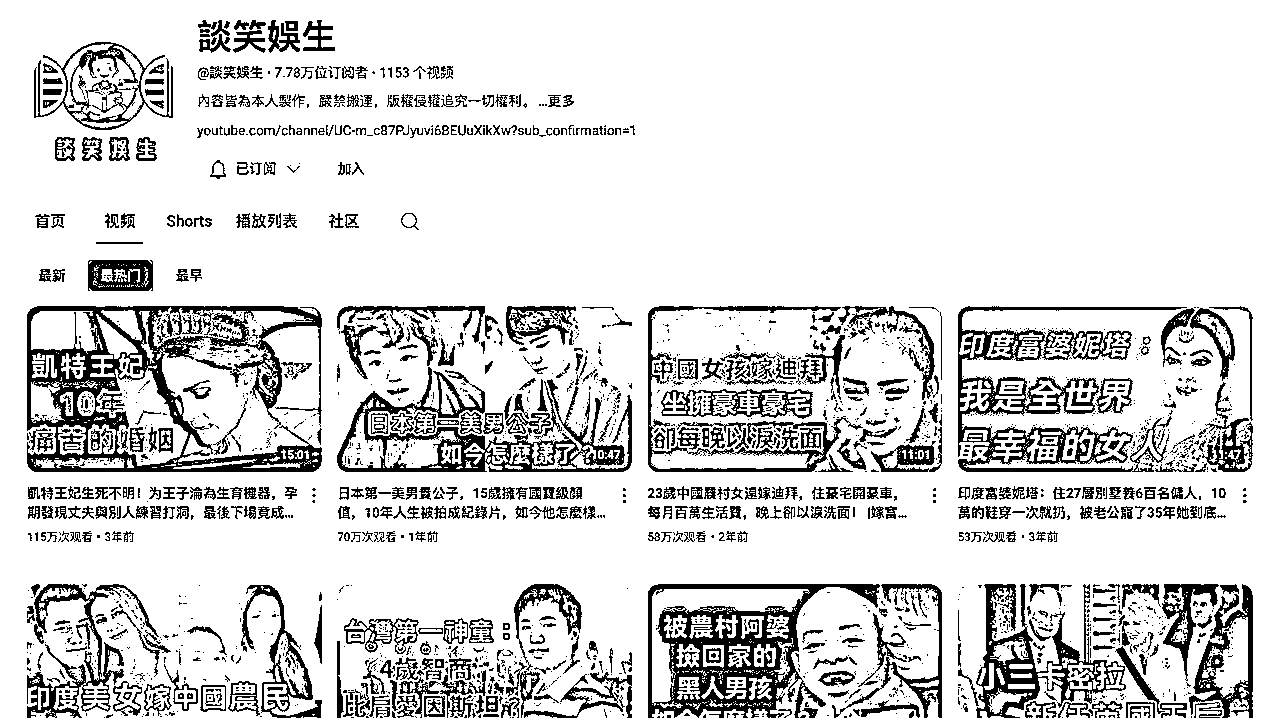 談笑娛生
@談笑娛生 · 7.78万位订阅者 · 1153 个视频
內容皆為本人製作，嚴禁搬運，版權侵權追究一切權利。 ...更多
youtube.com/channel/UC-m_c87PJyuvi6BEUuXikXw?sub_confirmation=1
談笑娛生
已订阅
加入
首页
视频
Shorts
播放列表
社区
最新
最热门
最早
凱特王妃
10年
痛苦的婚姻
15:01
日本第一美男公子
如今怎麼樣了
10:47
中國女孩嫁迪拜
坐擁豪車豪宅
卻每晚以淚洗面
11:01
印度富婆妮塔：
我是全世界
最幸福的女人
凱特王妃生死不明！为王子淪為生育機器，孕
期發現丈夫與別人練習打洞，最後下場竟成...
115万次观看 · 3年前
日本第一美男貴公子，15歲擁有國寶級顏
值，10年人生被拍成紀錄片，如今他怎麼樣...
70万次观看 · 1年前
23歲中國農村女遠嫁迪拜，住豪宅開豪車，
每月百萬生活費，晚上卻以淚洗面！
58万次观看 · 2年前
印度富婆妮塔：住27層別墅養6百名傭人，10
萬的鞋穿一次就扔，被老公寵了35年她到底...
53万次观看 · 3年前
印度美女嫁中國農民
台灣第一神童：
4歲智商
比肩愛因斯坦
被農村阿婆
撿回家的
黑人男孩
如今怎麼樣了
小三卡密拉
新任英國王后